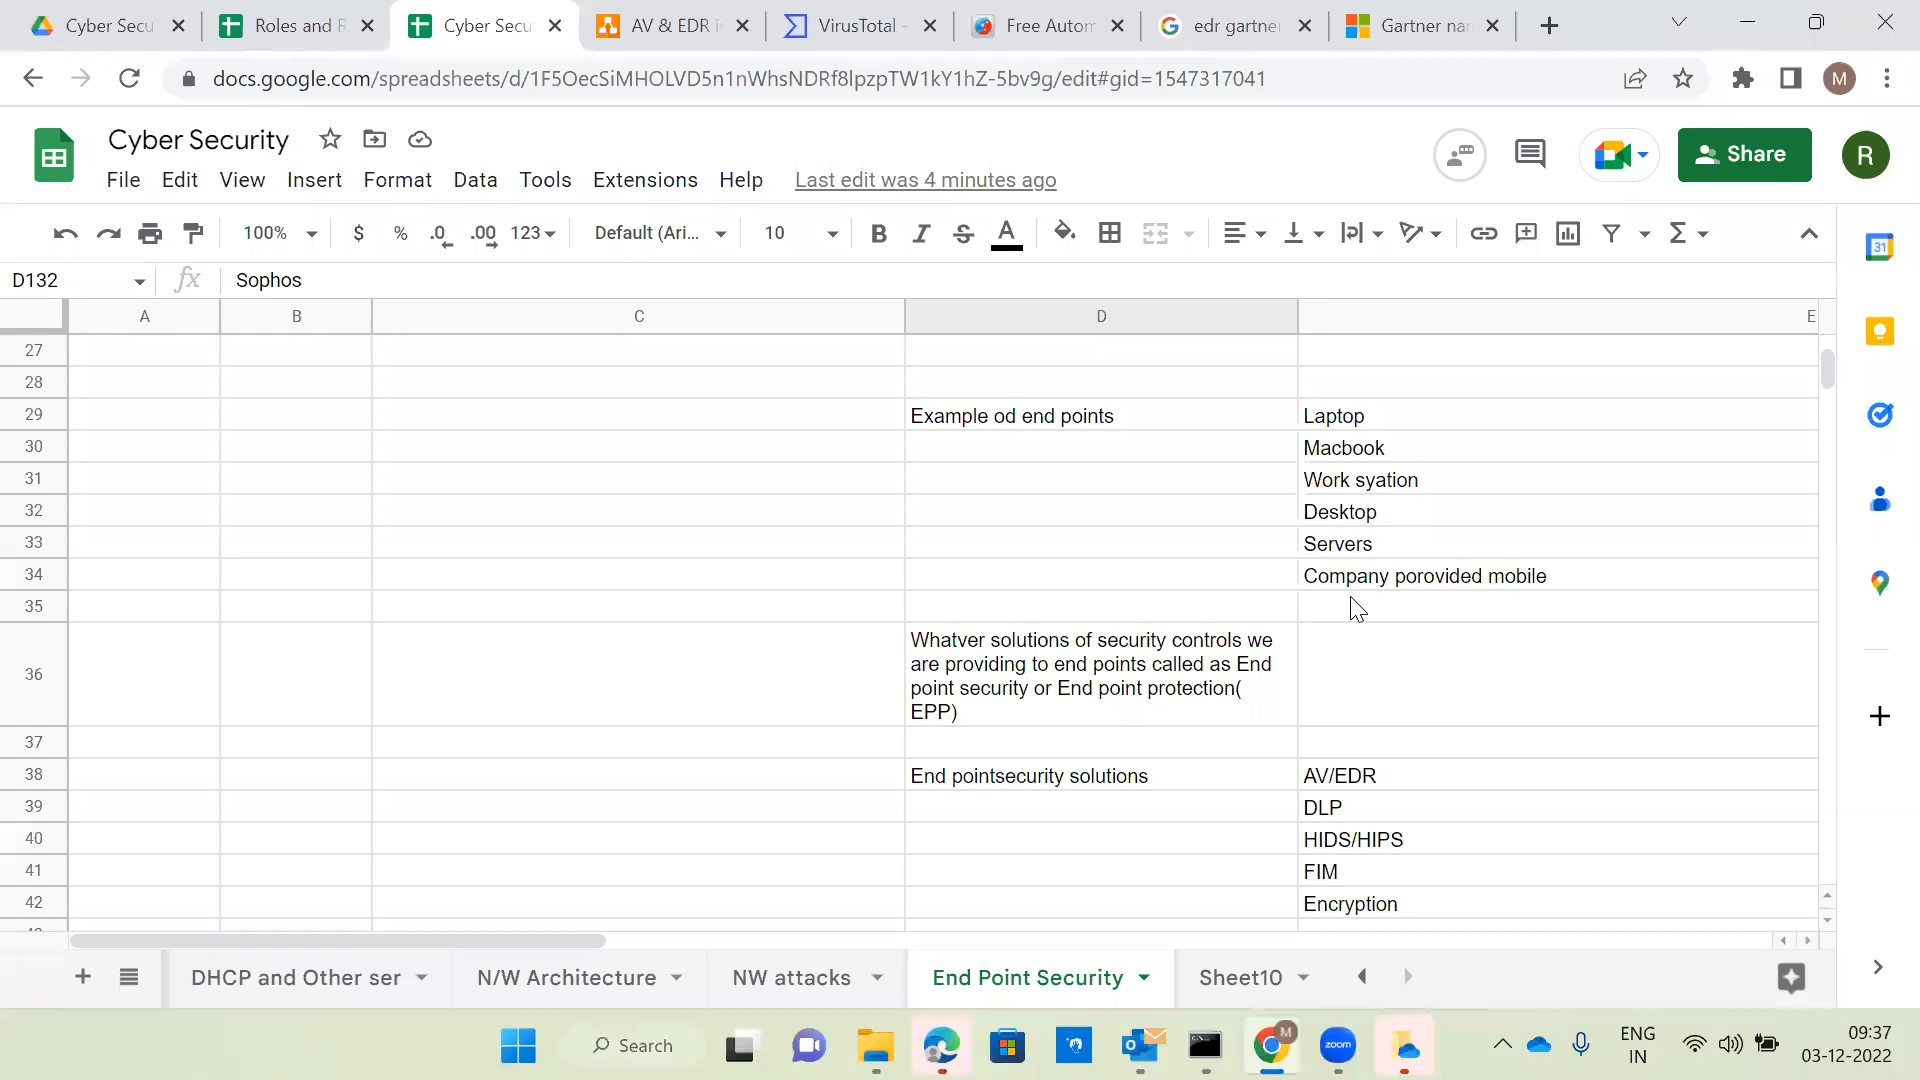 Cyber Secu
Roles and R
Cyber Secu
AV & EDR i
VirusTotal -
Free Autom
edr gartne
Gartner nar
docs.google.com/spreadsheets/d/1F5OecSiMHOLVD5n1nWhsNDRf8lpzpTW1kY1hZ-5bv9g/edit#gid=1547317041
M
Cyber Security
Share
R
File Edit View Insert Format Data Tools Extensions Help Last edit was 4 minutes ago
100% $ % .0 .00 123 Default (Ari... 10 B I S A
31
D132 fx Sophos
A B C D E
27
28
29 Example od end points Laptop
30 Macbook
31 Work syation
32 Desktop
33 Servers
34 Company porovided mobile
35
36 Whatver solutions of security controls we
are providing to end points called as End
point security or End point protection(
EPP)
37
38 End pointsecurity solutions AV/EDR
39 DLP
40 HIDS/HIPS
41 FIM
42 Encryption
DHCP and Other ser N/W Architecture NW attacks End Point Security Sheet10
Search
M
zoom
ENG
IN
09:37
03-12-2022